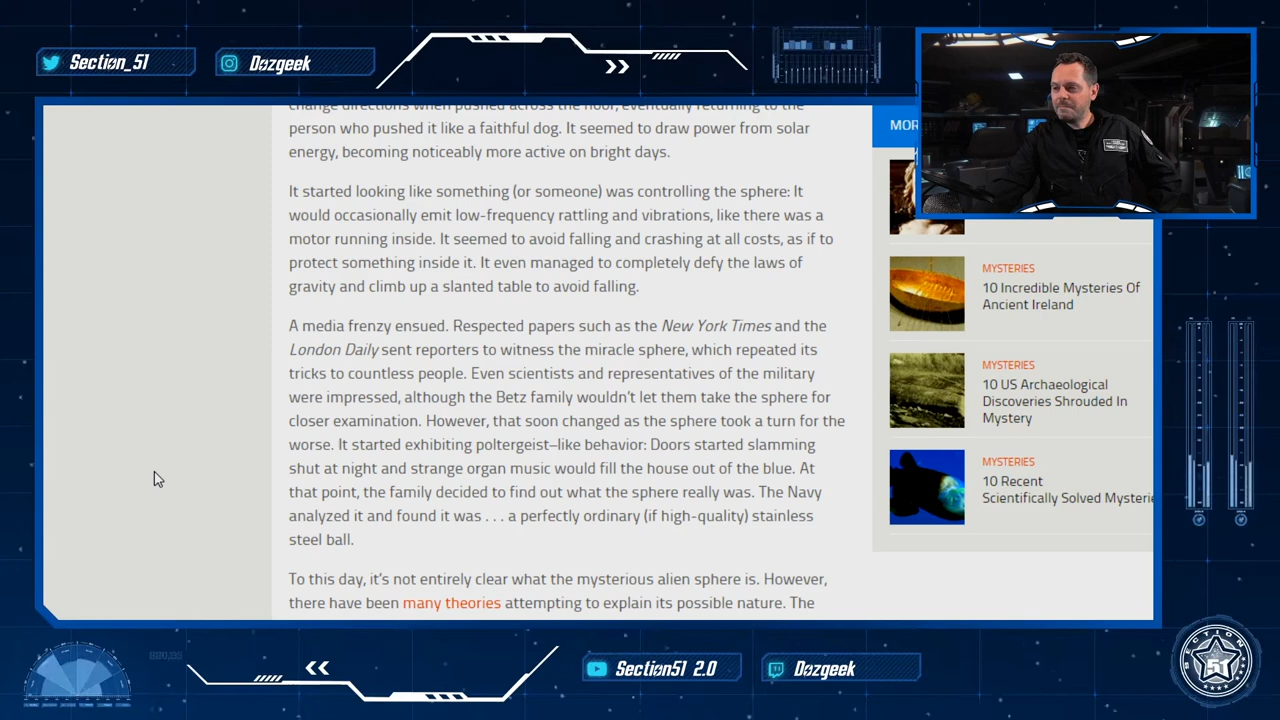 Section_51
Dazgeek
change directions when pushed across the floor, eventually returning to the
person who pushed it like a faithful dog. It seemed to draw power from solar
energy, becoming noticeably more active on bright days.
It started looking like something (or someone) was controlling the sphere: It
would occasionally emit low-frequency rattling and vibrations, like there was a
motor running inside. It seemed to avoid falling and crashing at all costs, as if to
protect something inside it. It even managed to completely defy the laws of
gravity and climb up a slanted table to avoid falling.
A media frenzy ensued. Respected papers such as the New York Times and the
London Daily sent reporters to witness the miracle sphere, which repeated its
tricks to countless people. Even scientists and representatives of the military
were impressed, although the Betz family wouldn't let them take the sphere for
closer examination. However, that soon changed as the sphere took a turn for the
worse. It started exhibiting poltergeist–like behavior: Doors started slamming
shut at night and strange organ music would fill the house out of the blue. At
that point, the family decided to find out what the sphere really was. The Navy
analyzed it and found it was . . . a perfectly ordinary (if high-quality) stainless
steel ball.
To this day, it's not entirely clear what the mysterious alien sphere is. However,
there have been many theories attempting to explain its possible nature. The
MOR
MYSTERIES
10 Incredible Mysteries Of
Ancient Ireland
MYSTERIES
10 US Archaeological
Discoveries Shrouded In
Mystery
MYSTERIES
10 Recent
Scientifically Solved Mysterie
Section51 2.0
Dazgeek
SECTION
51